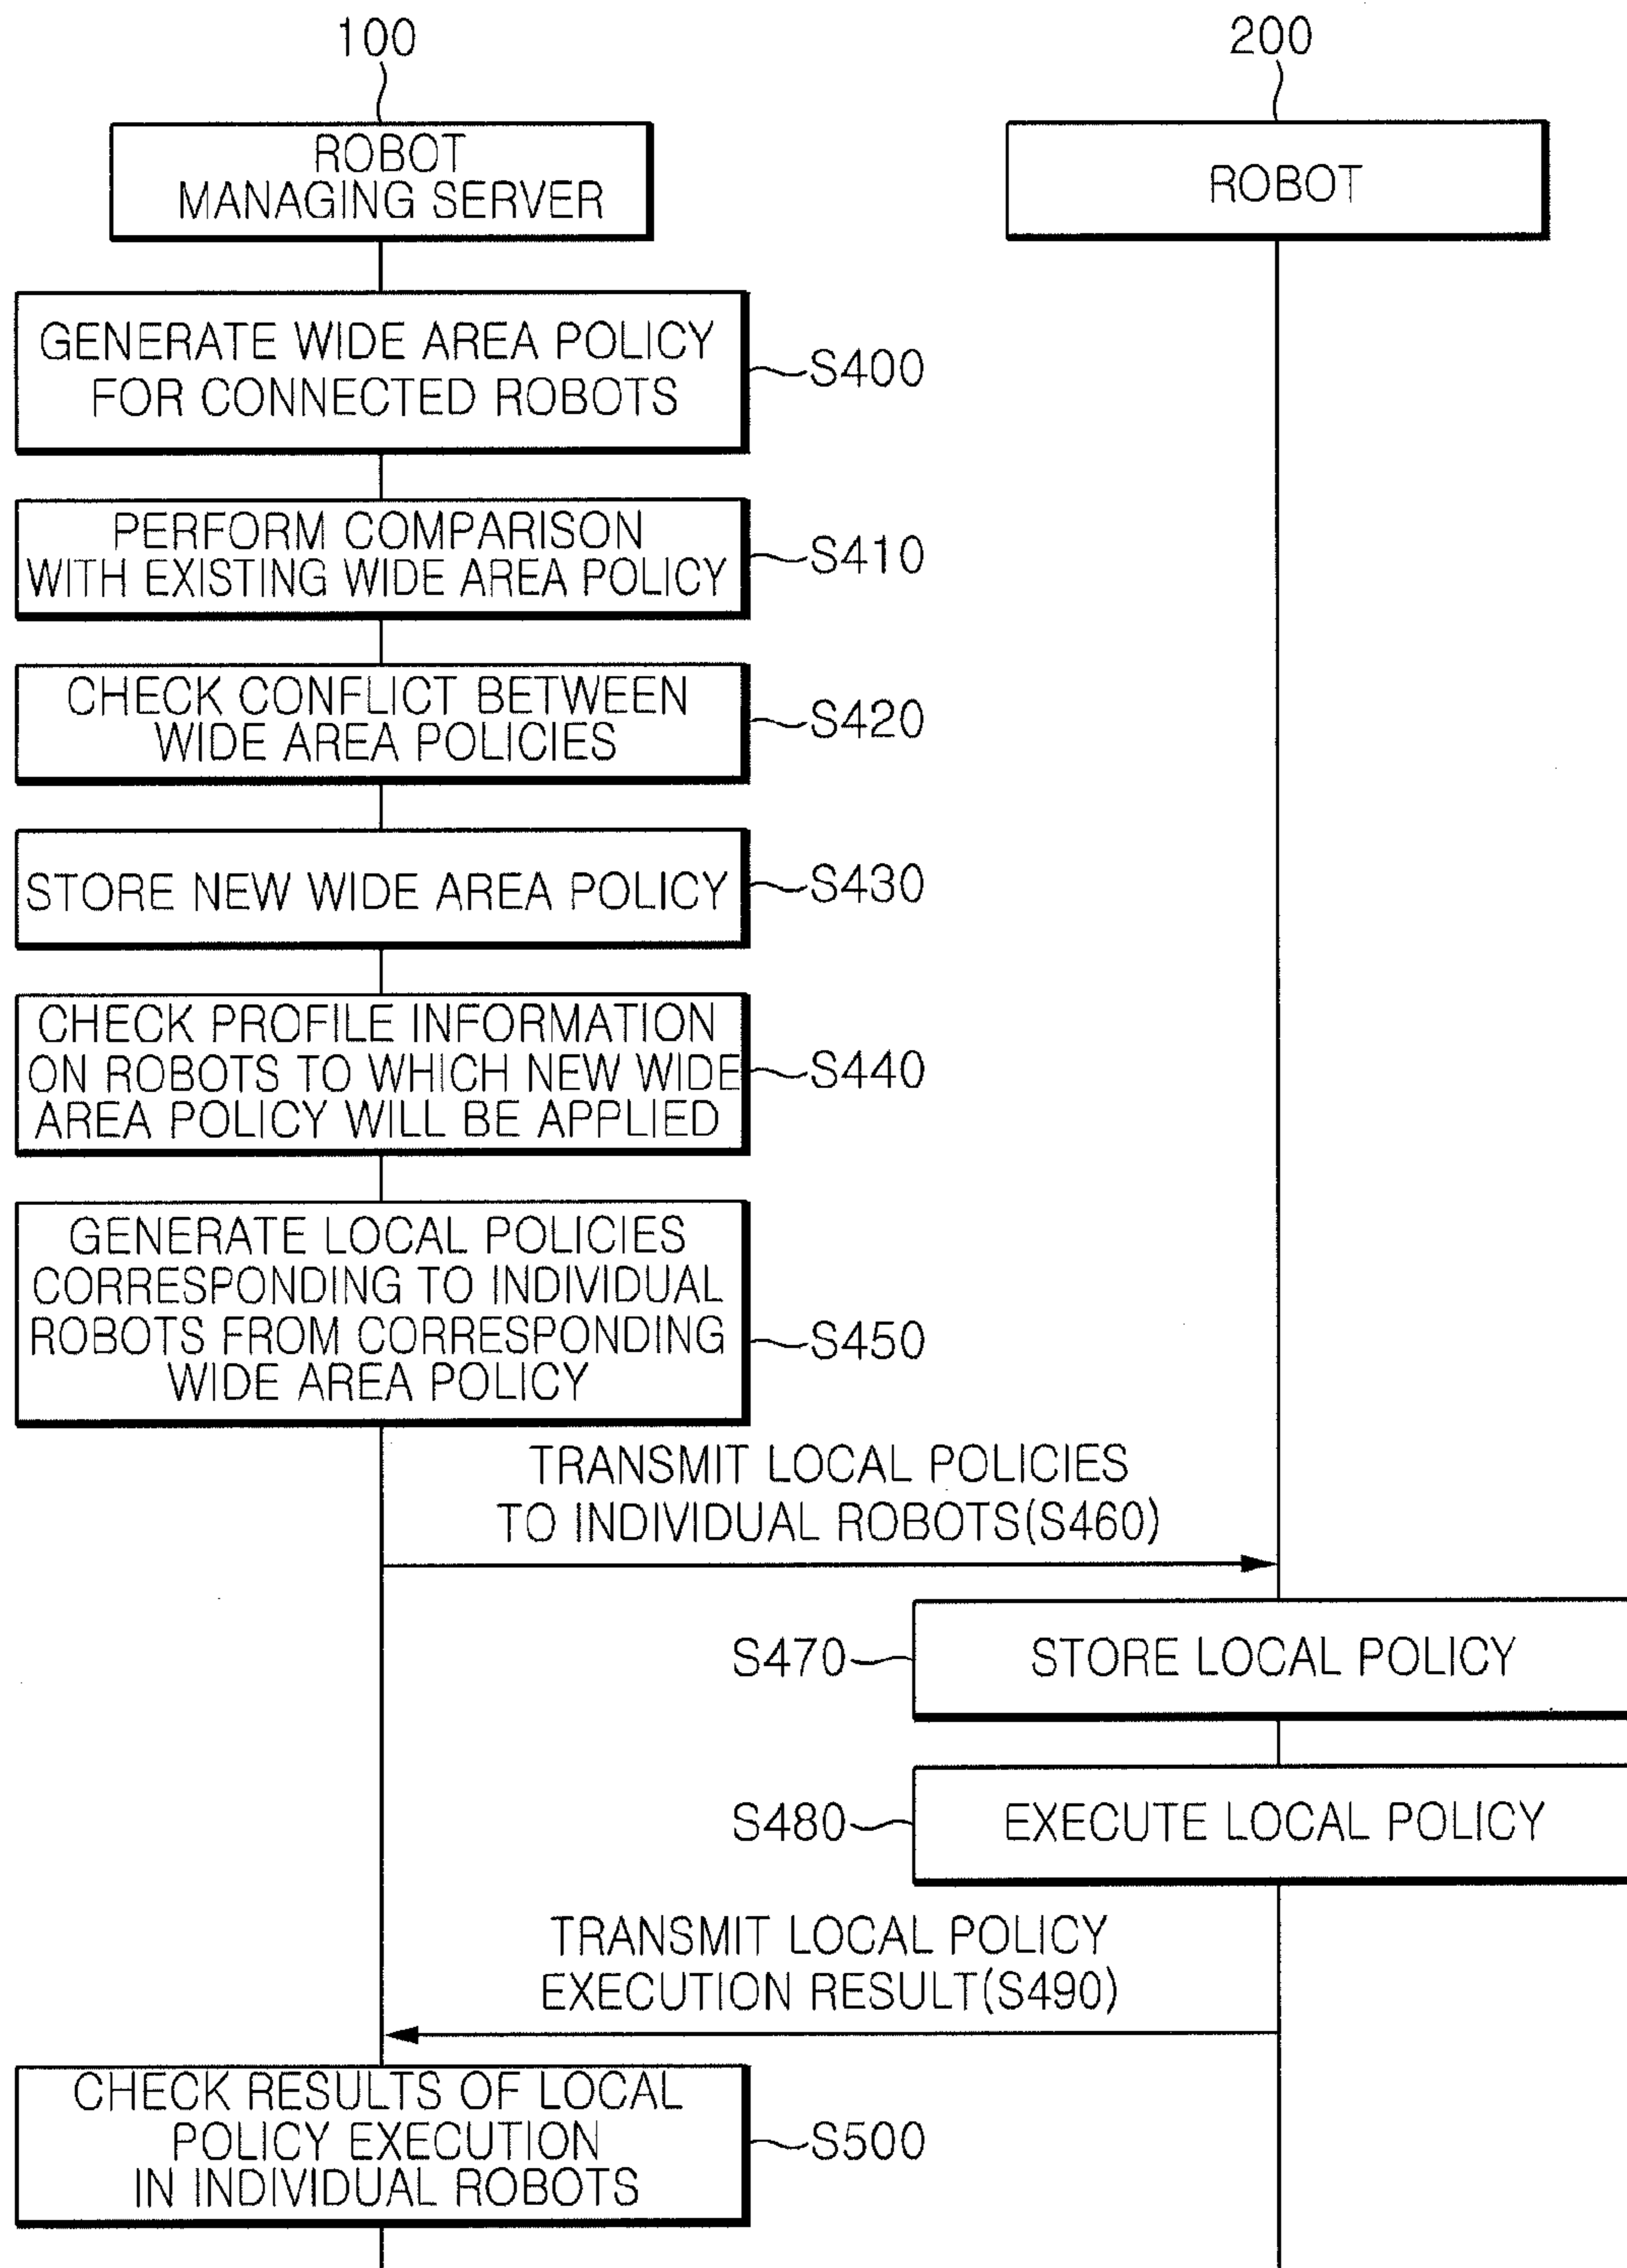 100
200
ROBOT
MANAGING SERVER
ROBOT
GENERATE WIDE AREA POLICY
FOR CONNECTED ROBOTS
S400
PERFORM COMPARISON
WITH EXISTING WIDE AREA POLICY
S410
CHECK CONFLICT BETWEEN
WIDE AREA POLICIES
S420
STORE NEW WIDE AREA POLICY
S430
CHECK PROFILE INFORMATION
ON ROBOTS TO WHICH NEW WIDE
AREA POLICY WILL BE APPLIED
S440
GENERATE LOCAL POLICIES
CORRESPONDING TO INDIVIDUAL
ROBOTS FROM CORRESPONDING
WIDE AREA POLICY
S450
TRANSMIT LOCAL POLICIES
TO INDIVIDUAL ROBOTS(S460)
S470
STORE LOCAL POLICY
S480
EXECUTE LOCAL POLICY
TRANSMIT LOCAL POLICY
EXECUTION RESULT(S490)
CHECK RESULTS OF LOCAL
POLICY EXECUTION
IN INDIVIDUAL ROBOTS
S500